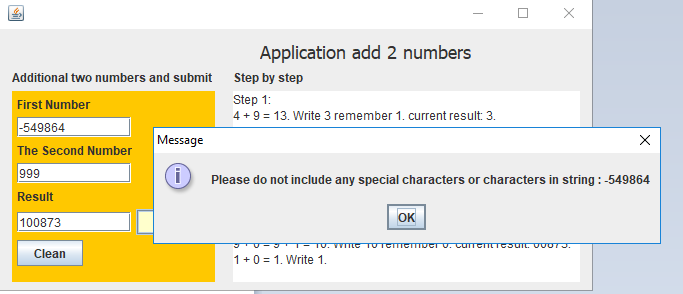 Application add 2 numbers
Additional two numbers and submit
Step by step
First Number
-549864
The Second Number
999
Result
100873
Clean
Step 1:
4 + 9 = 13. Write 3 remember 1. current result: 3.
Message
Please do not include any special characters or characters in string : -549864
OK
9 + 0 = 9 + 1 = 10. Write 10 remember 0. current result: 00873.
1 + 0 = 1. Write 1.